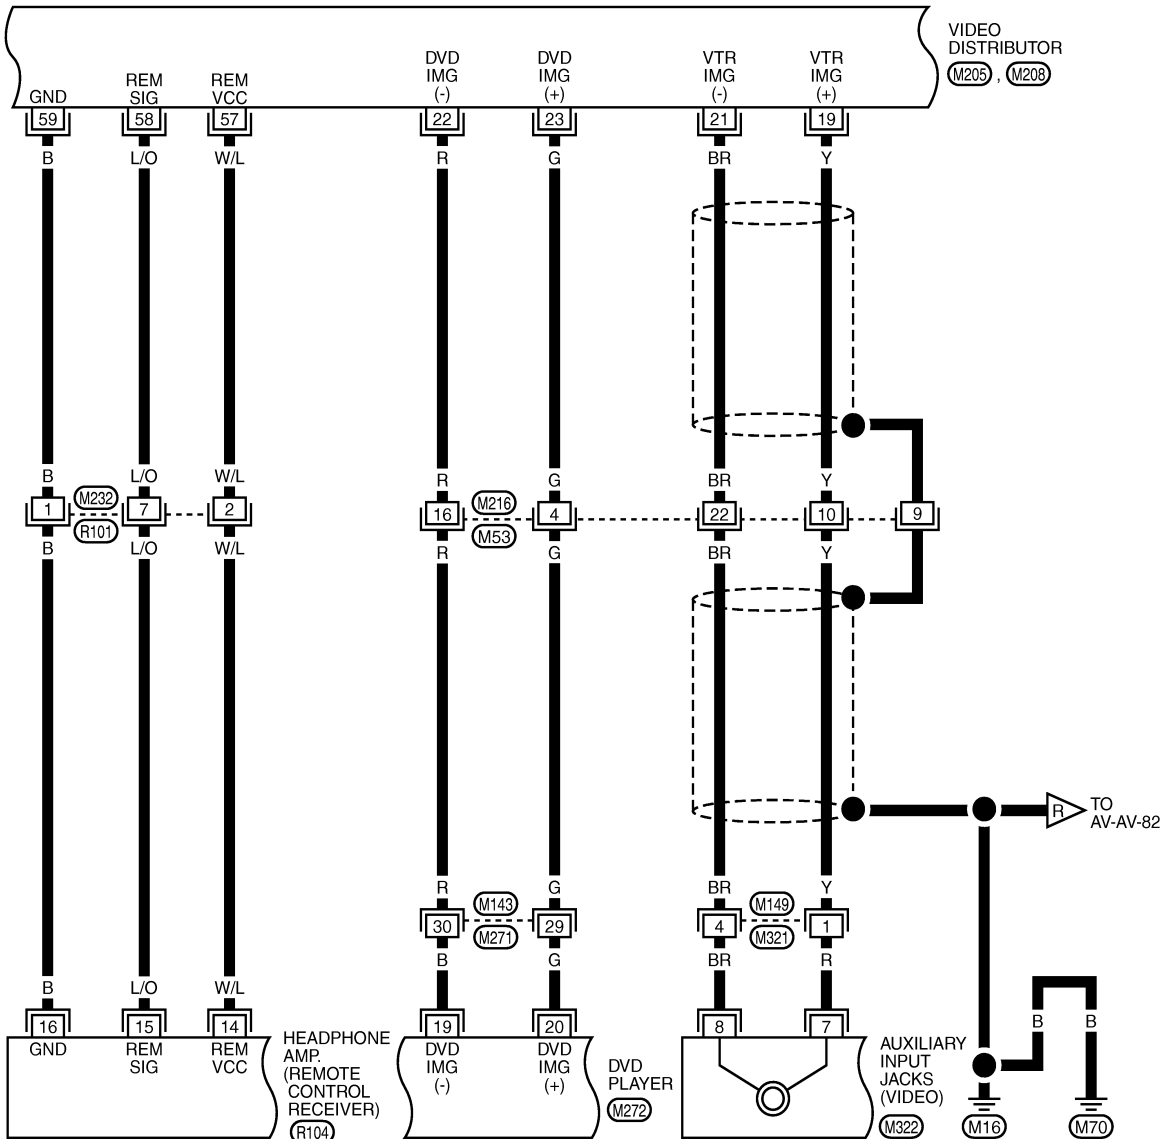 VIDEO
DISTRIBUTOR
M205 , M208
GND
REM
SIG
REM
VCC
DVD
IMG
(-)
DVD
IMG
(+)
VTR
IMG
(-)
VTR
IMG
(+)
59 58 57 22 23 21 19
B L/O W/L R G BR Y
B L/O W/L R G BR Y
1 M232 7 2 16 M216 4 22 10 9
R101 M53
B L/O W/L R G BR Y
TO
AV-AV-82
R
R G BR Y
30 M143 29 4 M149 1
M271 M321
B G BR R
B L/O W/L
16 15 14 19 20 8 7
B B
GND
REM
SIG
REM
VCC
HEADPHONE
AMP.
(REMOTE
CONTROL
RECEIVER)
R104
DVD
IMG
(-)
DVD
IMG
(+)
DVD
PLAYER
M272
AUXILIARY
INPUT
JACKS
(VIDEO)
M322
M16 M70